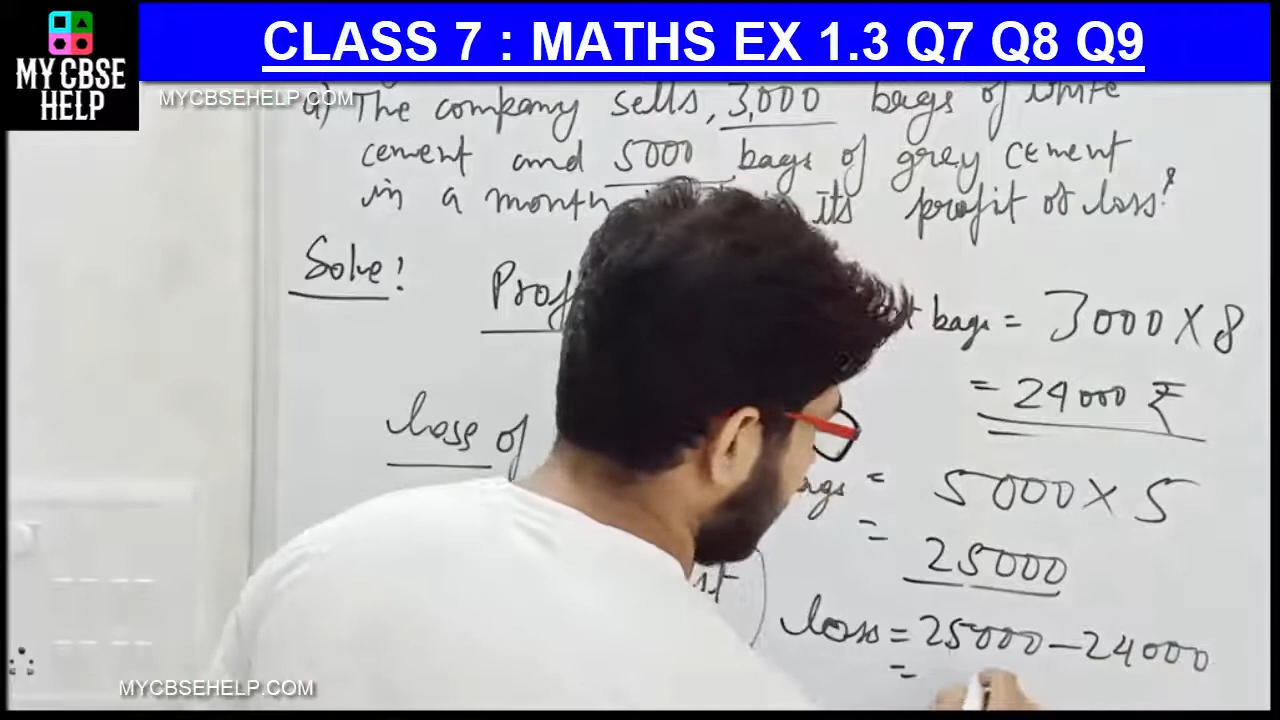 CLASS 7 : MATHS EX 1.3 Q7 Q8 Q9
MY CBSE
HELP
MYCBSEHELP.COM
a) The company sells, 3,000 bags of white
cement and 5000 bags of grey cement
in a month its profit or loss?
Solve!
bags = 3000 X 8
= 24000 ₹
loss of = 5000 X 5
= 25000
loss = 25000 – 24000
=
MYCBSEHELP.COM